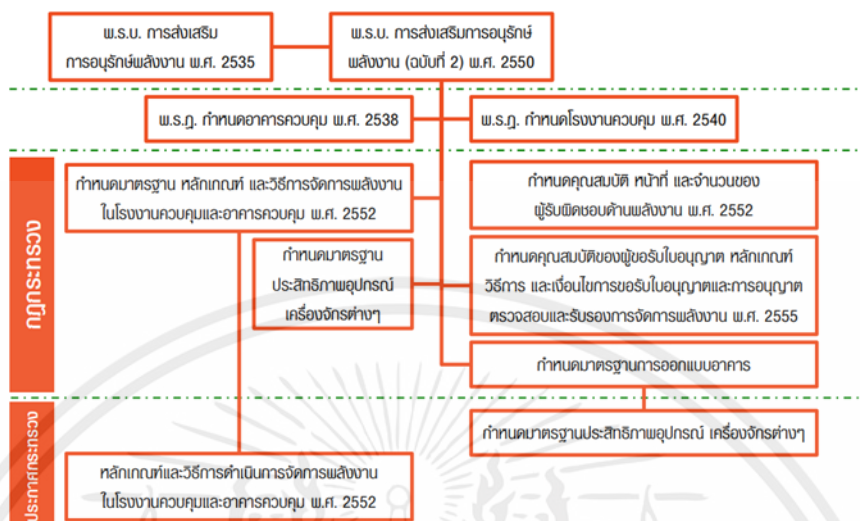 พ.ร.บ. การส่งเสริม
การอนุรักษ์พลังงาน พ.ศ. 2535
พ.ร.บ. การส่งเสริมการอนุรักษ์
พลังงาน (ฉบับที่ 2) พ.ศ. 2550
พ.ร.ฎ. กำหนดอาคารควบคุม พ.ศ. 2538
พ.ร.ฎ. กำหนดโรงงานควบคุม พ.ศ. 2540
กฎกระทรวง
กำหนดมาตรฐาน หลักเกณฑ์ และวิธีการจัดการพลังงาน
ในโรงงานควบคุมและอาคารควบคุม พ.ศ. 2552
กำหนดคุณสมบัติ หน้าที่ และจำนวนของ
ผู้รับผิดชอบด้านพลังงาน พ.ศ. 2552
กำหนดมาตรฐาน
ประสิทธิภาพอุปกรณ์
เครื่องจักรต่างๆ
กำหนดคุณสมบัติของผู้ขอรับใบอนุญาต หลักเกณฑ์
วิธีการ และเงื่อนไขการขอรับใบอนุญาตและการอนุญาต
ตรวจสอบและรับรองการจัดการพลังงาน พ.ศ. 2555
กำหนดมาตรฐานการออกแบบอาคาร
ประกาศกระทรวง
กำหนดมาตรฐานประสิทธิภาพอุปกรณ์ เครื่องจักรต่างๆ
หลักเกณฑ์และวิธีการดำเนินการจัดการพลังงาน
ในโรงงานควบคุมและอาคารควบคุม พ.ศ. 2552